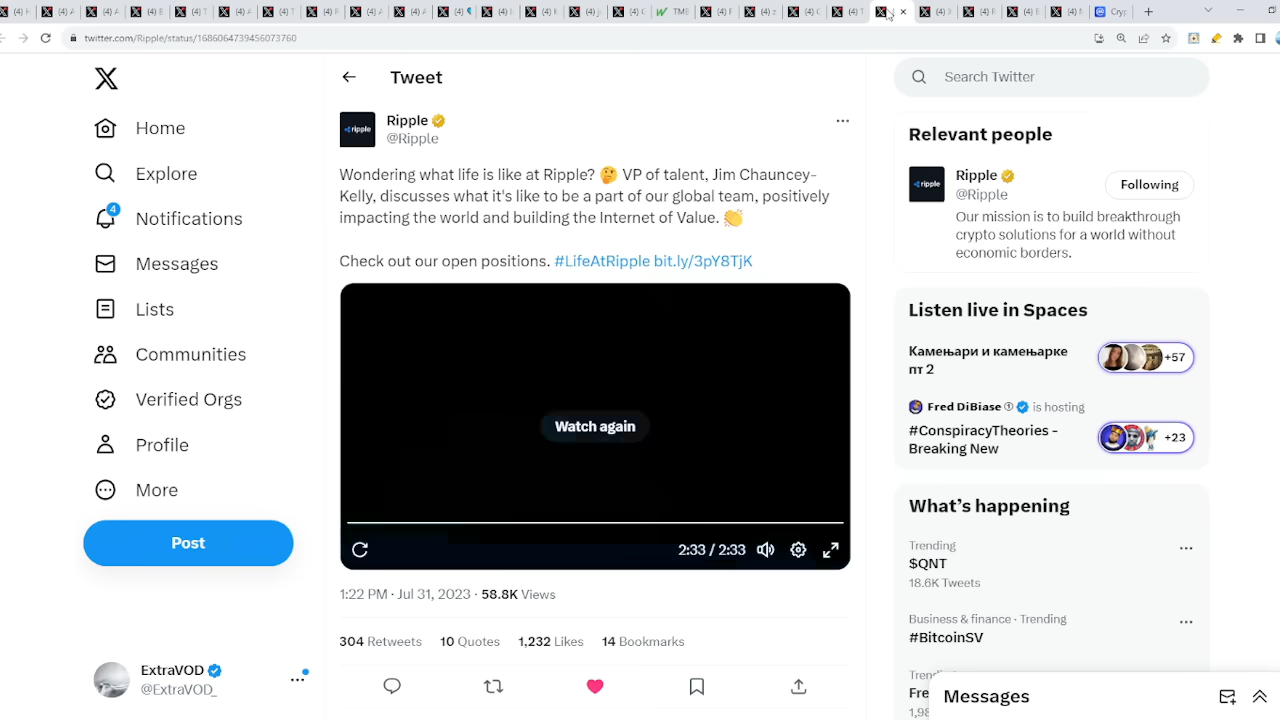 TME
Cryp
twitter.com/Ripple/status/1686064739456073760
Home
Explore
4
Notifications
Messages
Lists
Communities
Verified Orgs
Profile
More
Post
ExtraVOD
@ExtraVOD_
Tweet
ripple
Ripple
@Ripple
Wondering what life is like at Ripple? 🤔 VP of talent, Jim Chauncey-
Kelly, discusses what it's like to be a part of our global team, positively
impacting the world and building the Internet of Value. 👏
Check out our open positions. #LifeAtRipple bit.ly/3pY8TjK
Watch again
2:33 / 2:33
1:22 PM · Jul 31, 2023 · 58.8K Views
304 Retweets 10 Quotes 1,232 Likes 14 Bookmarks
Search Twitter
Relevant people
ripple
Ripple
@Ripple
Following
Our mission is to build breakthrough
crypto solutions for a world without
economic borders.
Listen live in Spaces
Камењари и камењарке
пт 2
+57
Fred DiBiase is hosting
#ConspiracyTheories -
Breaking New
+23
What's happening
Trending
$QNT
18.6K Tweets
Business & finance · Trending
#BitcoinSV
Messages